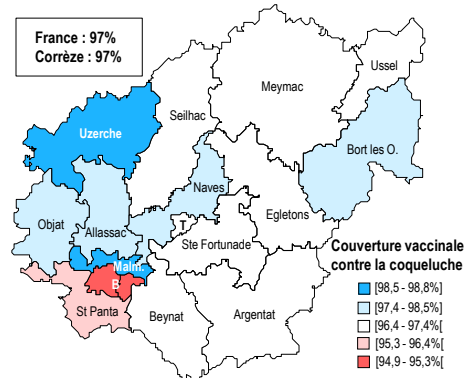 France : 97%
Corrèze : 97%
Ussel
Meymac
Seilhac
Uzerche
Bort les O.
Naves
Objat
Allassac
Egletons
T
Ste Fortunade
Malm.
B
St Panta
Beynat
Argentat
Couverture vaccinale
contre la coqueluche
[98,5 - 98,8%]
[97,4 - 98,5%[
[96,4 - 97,4%[
[95,3 - 96,4%[
[94,9 - 95,3%[